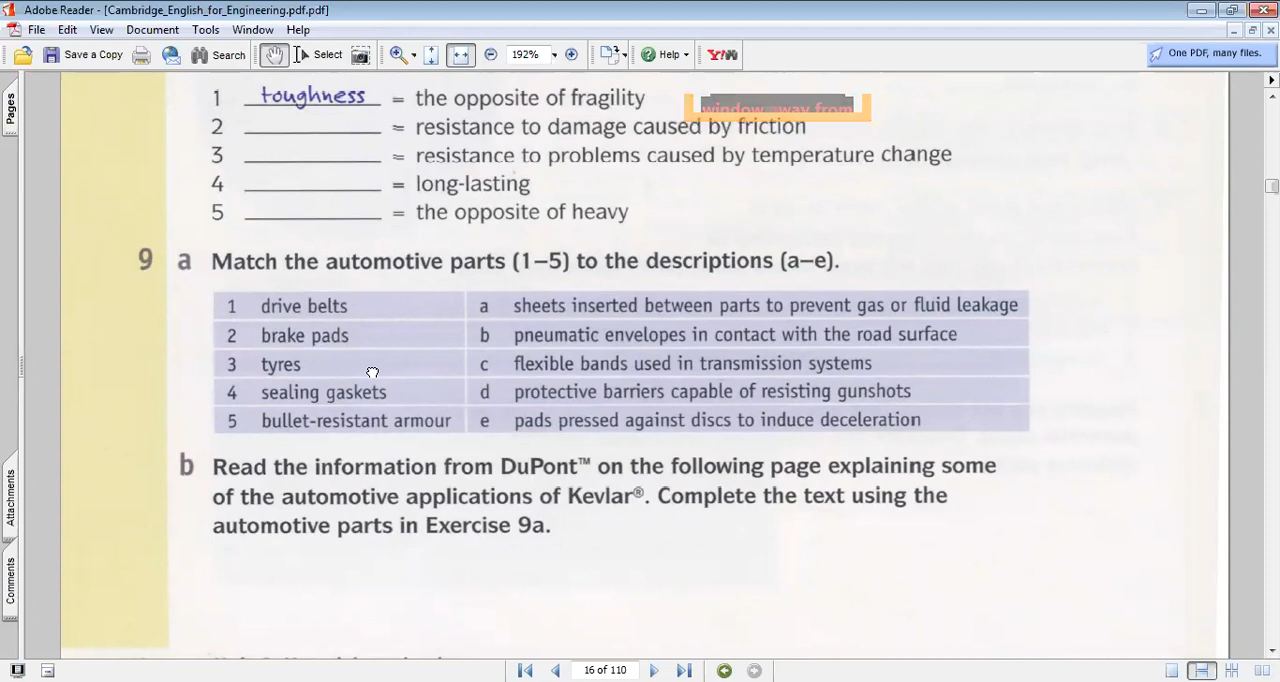 Adobe Reader - [Cambridge_English_for_Engineering.pdf.pdf]
File Edit View Document Tools Window Help
Save a Copy Search Select 192% Help Y! One PDF, many files.
Pages
1 toughness = the opposite of fragility
window away from
2 = resistance to damage caused by friction
3 = resistance to problems caused by temperature change
4 = long-lasting
5 = the opposite of heavy
9 a Match the automotive parts (1–5) to the descriptions (a–e).
1 drive belts a sheets inserted between parts to prevent gas or fluid leakage
2 brake pads b pneumatic envelopes in contact with the road surface
3 tyres c flexible bands used in transmission systems
4 sealing gaskets d protective barriers capable of resisting gunshots
5 bullet-resistant armour e pads pressed against discs to induce deceleration
b Read the information from DuPont™ on the following page explaining some
of the automotive applications of Kevlar®. Complete the text using the
automotive parts in Exercise 9a.
Attachments
Comments
16 of 110